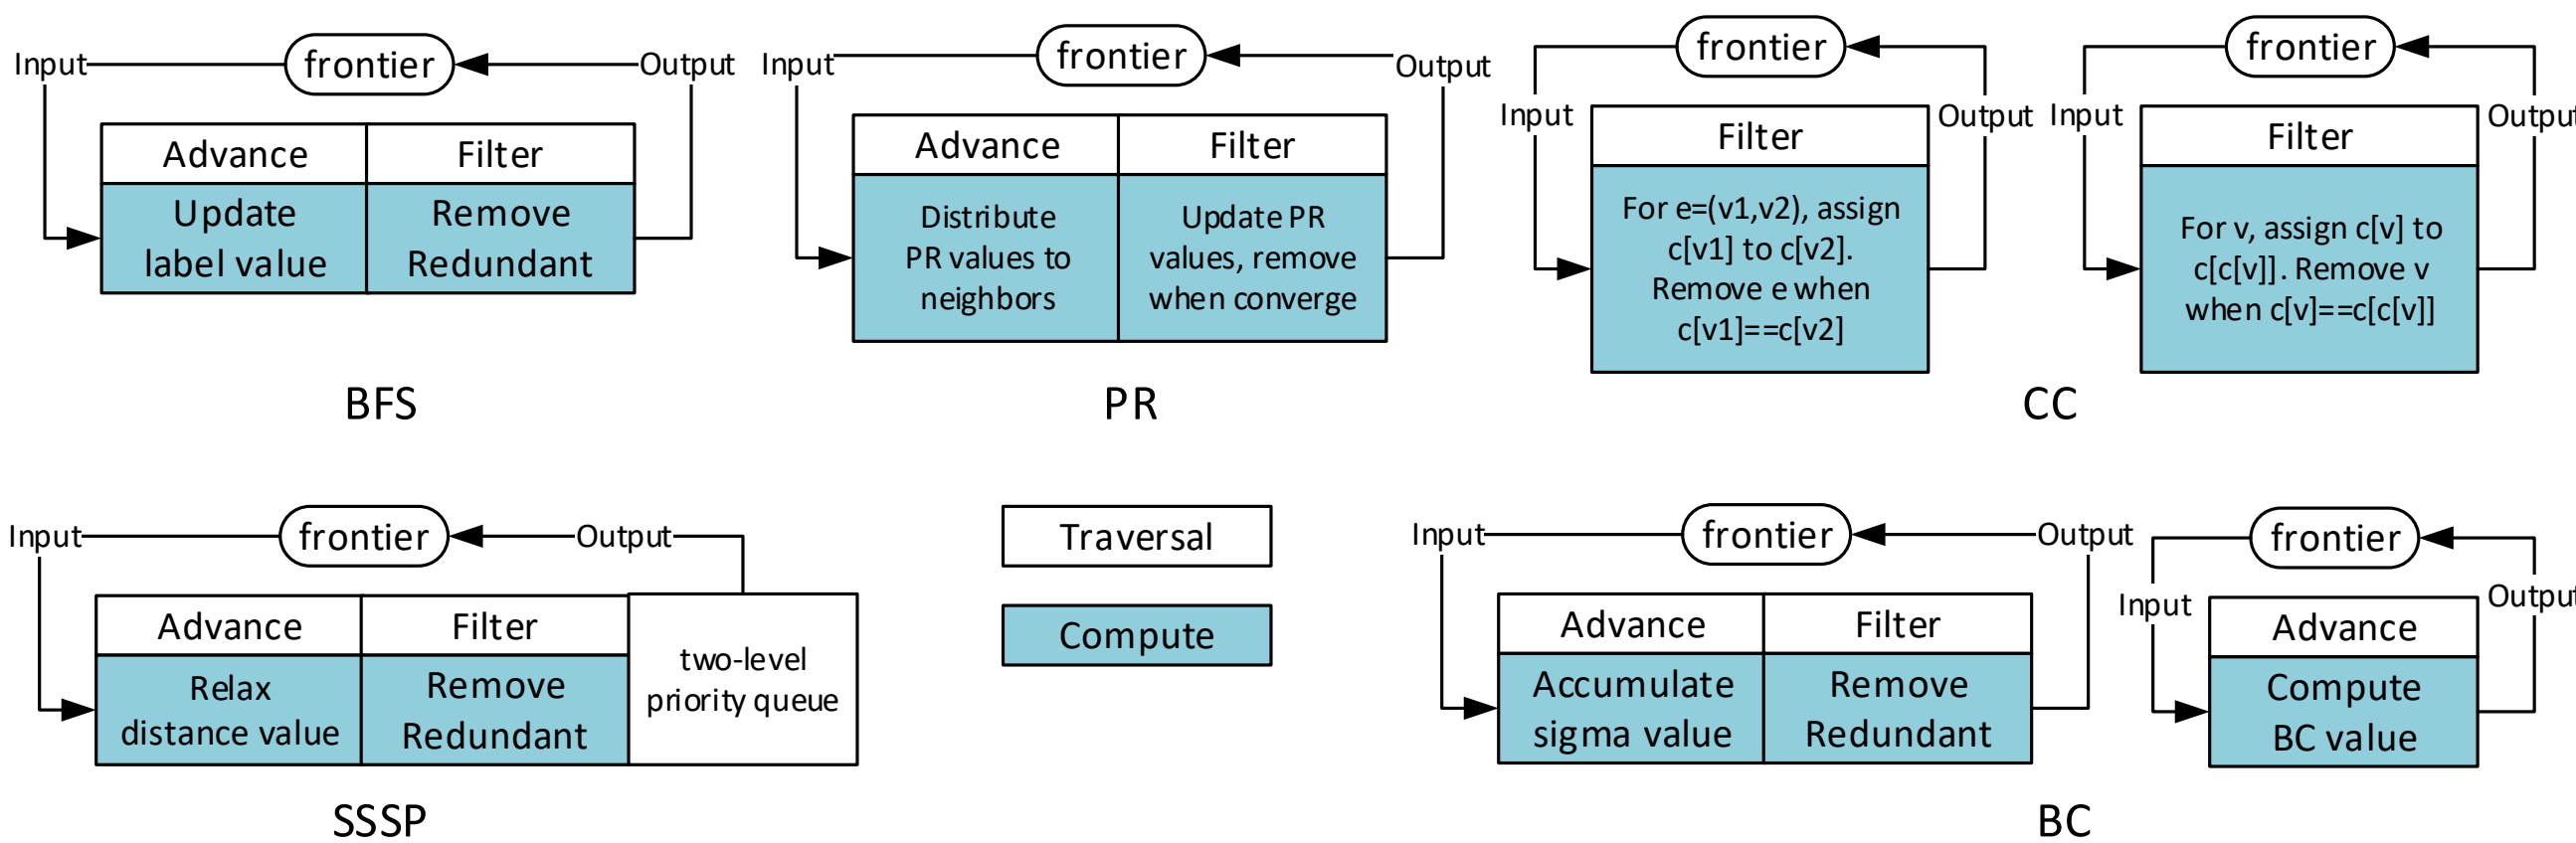 Input
frontier
Output
Advance
Filter
Update
label value
Remove
Redundant
BFS
Input
frontier
Output
Advance
Filter
Distribute
PR values to
neighbors
Update PR
values, remove
when converge
PR
frontier
Input
Output
Filter
For e=(v1,v2), assign
c[v1] to c[v2].
Remove e when
c[v1]==c[v2]
frontier
Input
Output
Filter
For v, assign c[v] to
c[c[v]]. Remove v
when c[v]==c[c[v]]
CC
Input
frontier
Output
Advance
Filter
Relax
distance value
Remove
Redundant
two-level
priority queue
SSSP
Traversal
Compute
Input
frontier
Output
Advance
Filter
Accumulate
sigma value
Remove
Redundant
frontier
Input
Output
Advance
Compute
BC value
BC